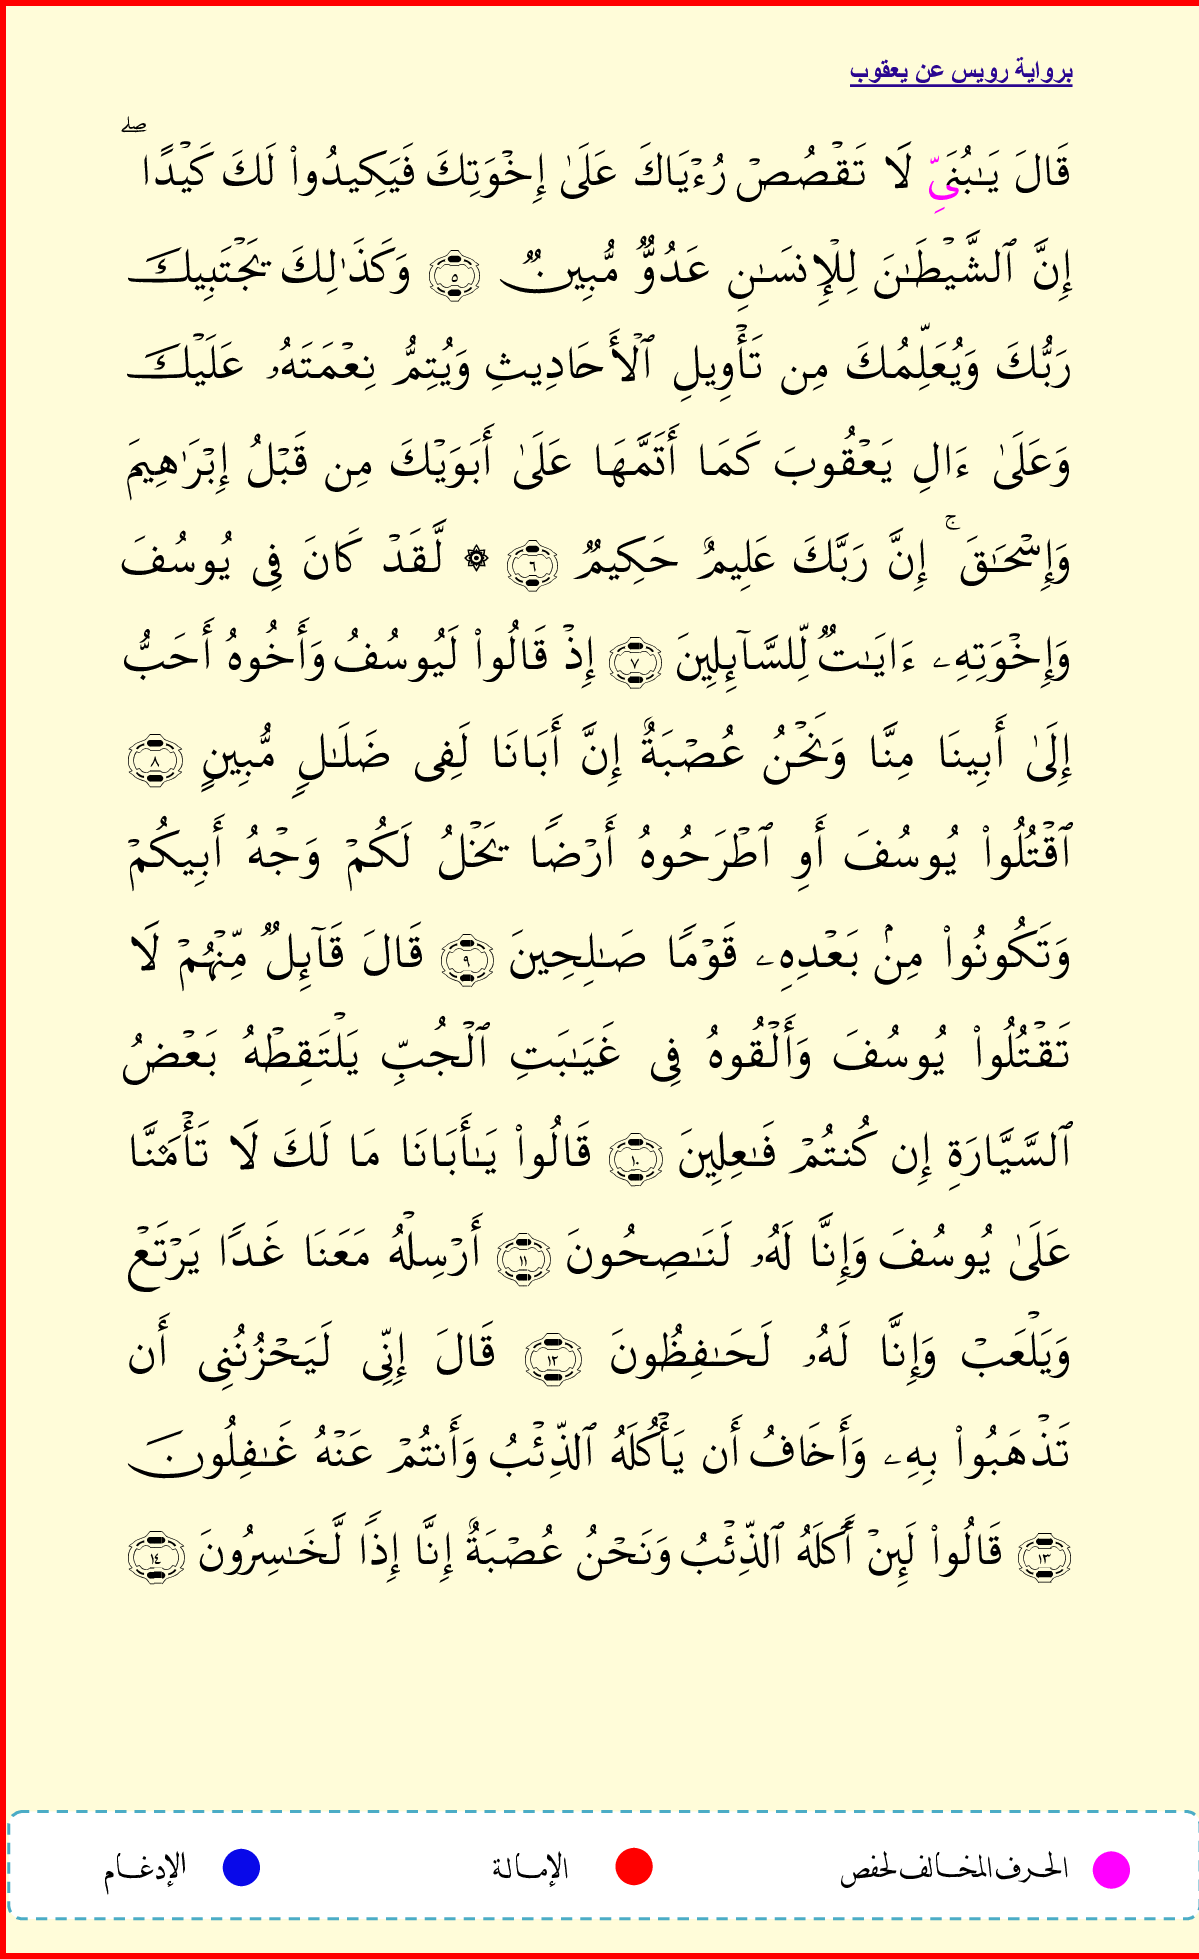 برواية رويس عن يعقوب
قَالَ يَـٰبُنَيِّ لَا تَقْصُصْ رُءْيَاكَ عَلَىٰٓ إِخْوَتِكَ فَيَكِيدُوا۟ لَكَ كَيْدًا ۖ
إِنَّ ٱلشَّيْطَـٰنَ لِلْإِنسَـٰنِ عَدُوٌّ مُّبِينٌ ٥ وَكَذَٰلِكَ يَجْتَبِيكَ
رَبُّكَ وَيُعَلِّمُكَ مِن تَأْوِيلِ ٱلْأَحَادِيثِ وَيُتِمُّ نِعْمَتَهُۥ عَلَيْكَ
وَعَلَىٰ ءَالِ يَعْقُوبَ كَمَا أَتَمَّهَا عَلَىٰ أَبَوَيْكَ مِن قَبْلُ إِبْرَٰهِيمَ
وَإِسْحَـٰقَ ۚ إِنَّ رَبَّكَ عَلِيمٌ حَكِيمٌ ٦ ۞ لَّقَدْ كَانَ فِى يُوسُفَ
وَإِخْوَتِهِۦ ءَايَـٰتٌ لِّلسَّآئِلِينَ ٧ إِذْ قَالُوا۟ لَيُوسُفُ وَأَخُوهُ أَحَبُّ
إِلَىٰ أَبِينَا مِنَّا وَنَحْنُ عُصْبَةٌ إِنَّ أَبَانَا لَفِى ضَلَـٰلٍ مُّبِينٍ ٨
ٱقْتُلُوا۟ يُوسُفَ أَوِ ٱطْرَحُوهُ أَرْضًا يَخْلُ لَكُمْ وَجْهُ أَبِيكُمْ
وَتَكُونُوا۟ مِنۢ بَعْدِهِۦ قَوْمًا صَـٰلِحِينَ ٩ قَالَ قَآئِلٌ مِّنْهُمْ لَا
تَقْتُلُوا۟ يُوسُفَ وَأَلْقُوهُ فِى غَيَـٰبَتِ ٱلْجُبِّ يَلْتَقِطْهُ بَعْضُ
ٱلسَّيَّارَةِ إِن كُنتُمْ فَـٰعِلِينَ ١٠ قَالُوا۟ يَـٰأَبَانَا مَا لَكَ لَا تَأْمَ۫نَّا
عَلَىٰ يُوسُفَ وَإِنَّا لَهُۥ لَنَـٰصِحُونَ ١١ أَرْسِلْهُ مَعَنَا غَدًا يَرْتَعْ
وَيَلْعَبْ وَإِنَّا لَهُۥ لَحَـٰفِظُونَ ١٢ قَالَ إِنِّى لَيَحْزُنُنِى أَن
تَذْهَبُوا۟ بِهِۦ وَأَخَافُ أَن يَأْكُلَهُ ٱلذِّئْبُ وَأَنتُمْ عَنْهُ غَـٰفِلُونَ
١٣ قَالُوا۟ لَئِنْ أَكَلَهُ ٱلذِّئْبُ وَنَحْنُ عُصْبَةٌ إِنَّا إِذًا لَّخَـٰسِرُونَ ١٤
الحرف المخالف لحفص الإمالة الإدغام